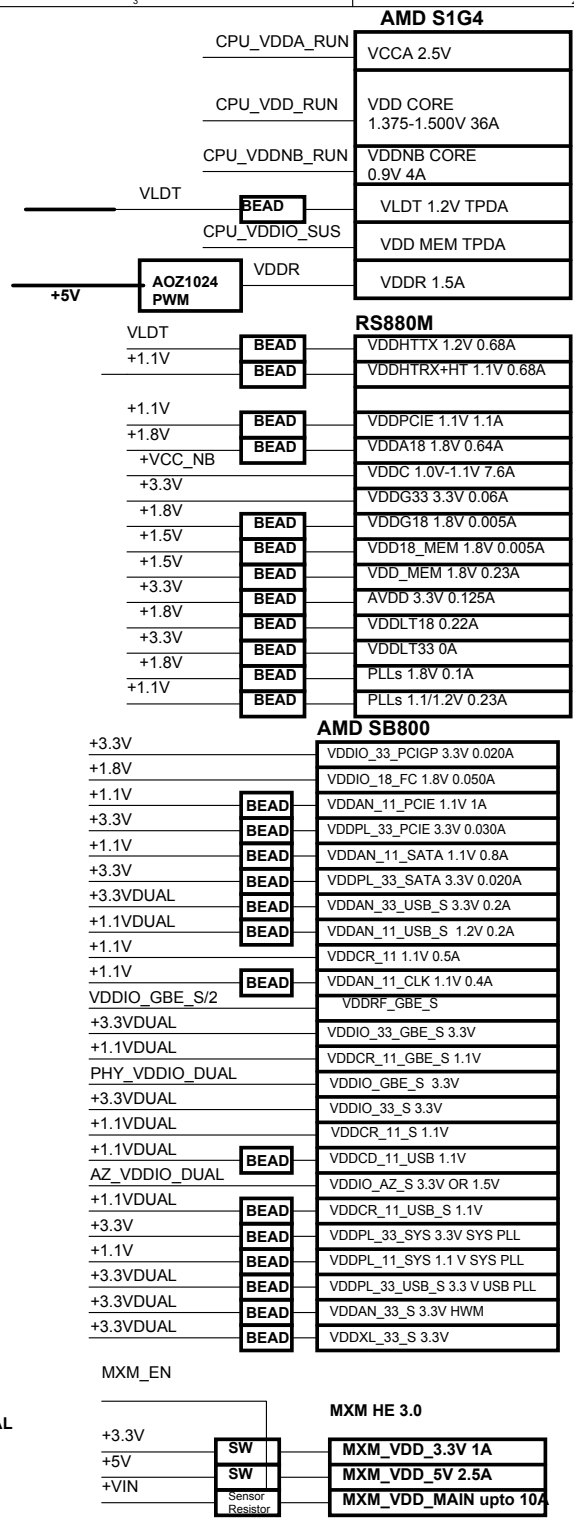 3
2
AMD S1G4
CPU_VDDA_RUN
VCCA 2.5V
CPU_VDD_RUN
VDD CORE
1.375-1.500V 36A
CPU_VDDNB_RUN
VDDNB CORE
0.9V 4A
VLDT
BEAD
VLDT 1.2V TPDA
CPU_VDDIO_SUS
VDD MEM TPDA
+5V
AOZ1024
PWM
VDDR
VDDR 1.5A
RS880M
VLDT BEAD VDDHTTX 1.2V 0.68A
+1.1V BEAD VDDHTRX+HT 1.1V 0.68A
+1.1V BEAD VDDPCIE 1.1V 1.1A
+1.8V BEAD VDDA18 1.8V 0.64A
+VCC_NB VDDC 1.0V-1.1V 7.6A
+3.3V VDDG33 3.3V 0.06A
+1.8V BEAD VDDG18 1.8V 0.005A
+1.5V BEAD VDD18_MEM 1.8V 0.005A
+1.5V BEAD VDD_MEM 1.8V 0.23A
+3.3V BEAD AVDD 3.3V 0.125A
+1.8V BEAD VDDLT18 0.22A
+3.3V BEAD VDDLT33 0A
+1.8V BEAD PLLs 1.8V 0.1A
+1.1V BEAD PLLs 1.1/1.2V 0.23A
AMD SB800
+3.3V VDDIO_33_PCIGP 3.3V 0.020A
+1.8V VDDIO_18_FC 1.8V 0.050A
+1.1V BEAD VDDAN_11_PCIE 1.1V 1A
+3.3V BEAD VDDPL_33_PCIE 3.3V 0.030A
+1.1V BEAD VDDAN_11_SATA 1.1V 0.8A
+3.3V BEAD VDDPL_33_SATA 3.3V 0.020A
+3.3VDUAL BEAD VDDAN_33_USB_S 3.3V 0.2A
+1.1VDUAL BEAD VDDAN_11_USB_S 1.2V 0.2A
+1.1V VDDCR_11 1.1V 0.5A
+1.1V BEAD VDDAN_11_CLK 1.1V 0.4A
VDDIO_GBE_S/2 VDDRF_GBE_S
+3.3VDUAL VDDIO_33_GBE_S 3.3V
+1.1VDUAL VDDCR_11_GBE_S 1.1V
PHY_VDDIO_DUAL VDDIO_GBE_S 3.3V
+3.3VDUAL VDDIO_33_S 3.3V
+1.1VDUAL VDDCR_11_S 1.1V
+1.1VDUAL BEAD VDDCD_11_USB 1.1V
AZ_VDDIO_DUAL VDDIO_AZ_S 3.3V OR 1.5V
+1.1VDUAL BEAD VDDCR_11_USB_S 1.1V
+3.3V BEAD VDDPL_33_SYS 3.3V SYS PLL
+1.1V BEAD VDDPL_11_SYS 1.1 V SYS PLL
+3.3VDUAL BEAD VDDPL_33_USB_S 3.3 V USB PLL
+3.3VDUAL BEAD VDDAN_33_S 3.3V HWM
+3.3VDUAL BEAD VDDXL_33_S 3.3V
MXM_EN
AL
MXM HE 3.0
+3.3V SW MXM_VDD_3.3V 1A
+5V SW MXM_VDD_5V 2.5A
+VIN Sensor
Resistor MXM_VDD_MAIN upto 10A